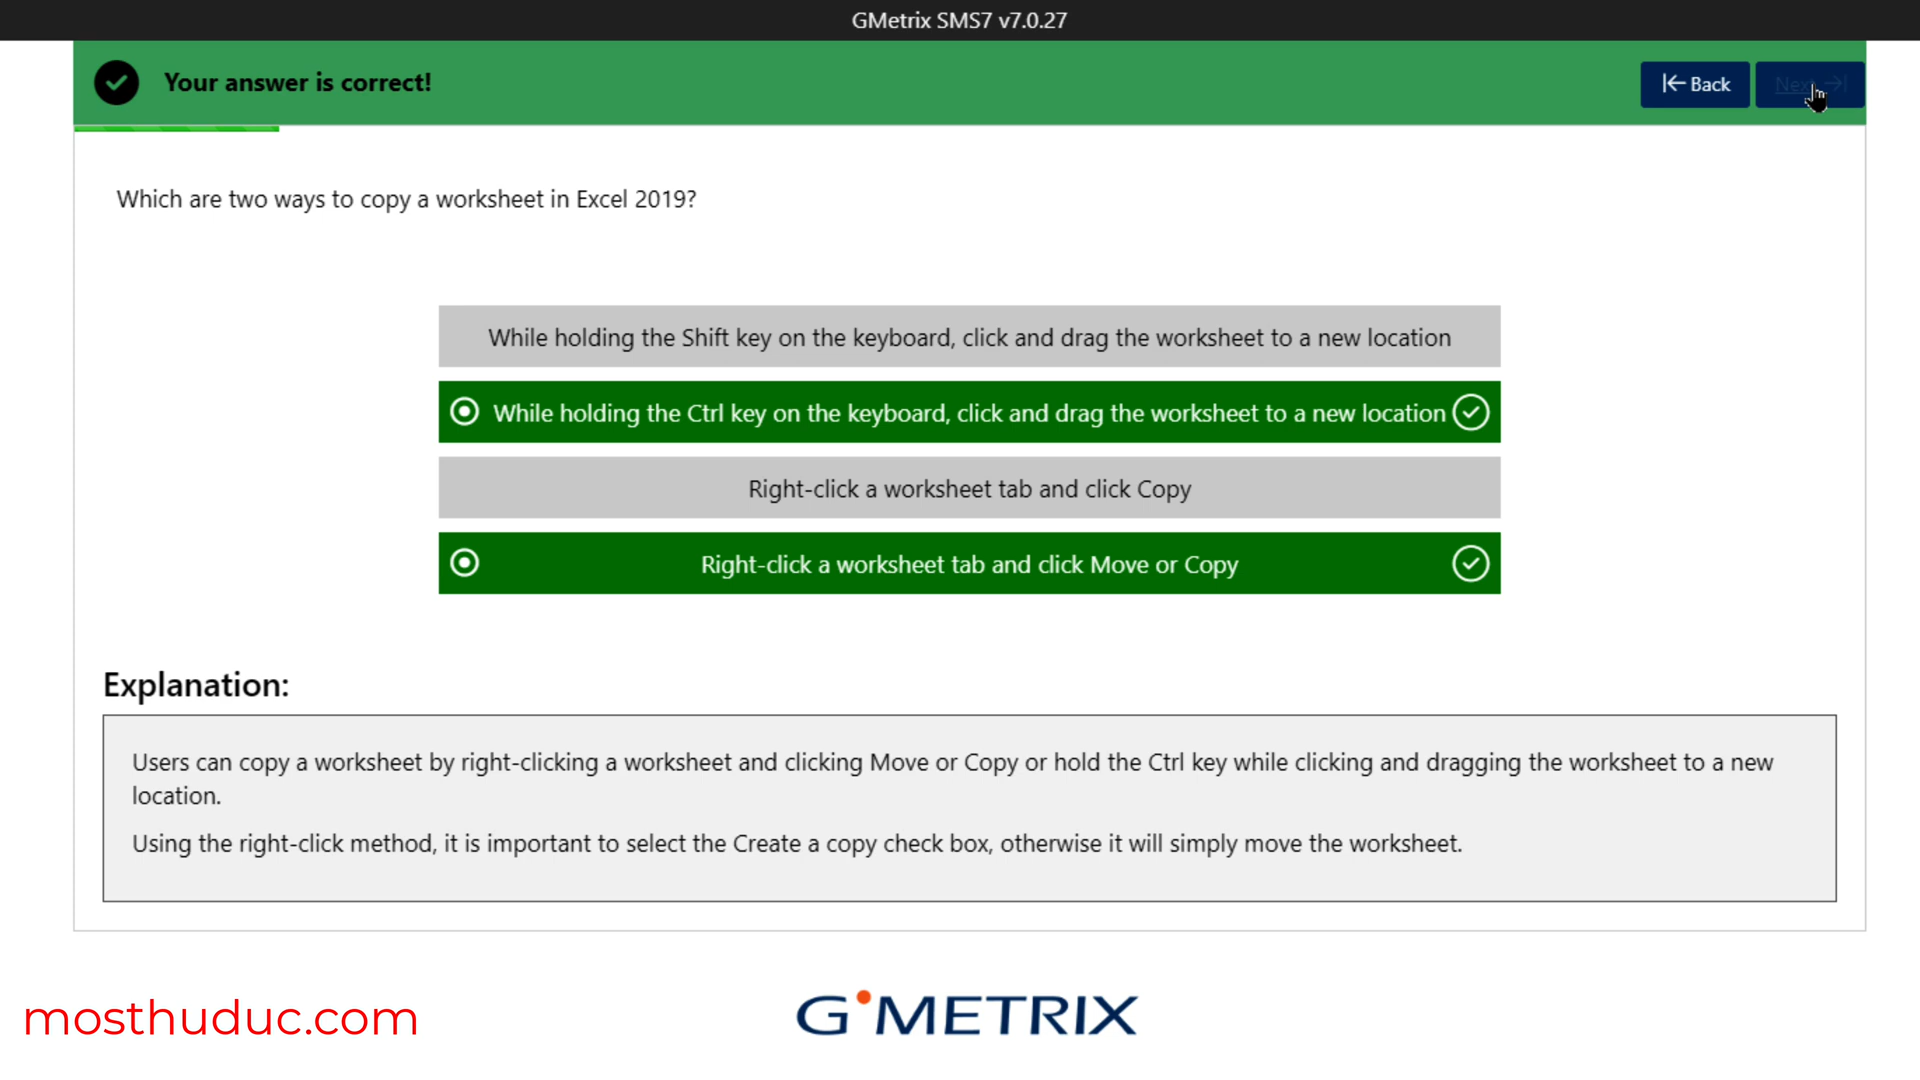 GMetrix SMS7 v7.0.27
Your answer is correct!
Back
Next
Which are two ways to copy a worksheet in Excel 2019?
While holding the Shift key on the keyboard, click and drag the worksheet to a new location
While holding the Ctrl key on the keyboard, click and drag the worksheet to a new location
Right-click a worksheet tab and click Copy
Right-click a worksheet tab and click Move or Copy
Explanation:
Users can copy a worksheet by right-clicking a worksheet and clicking Move or Copy or hold the Ctrl key while clicking and dragging the worksheet to a new
location.
Using the right-click method, it is important to select the Create a copy check box, otherwise it will simply move the worksheet.
mosthuduc.com
GMETRIX